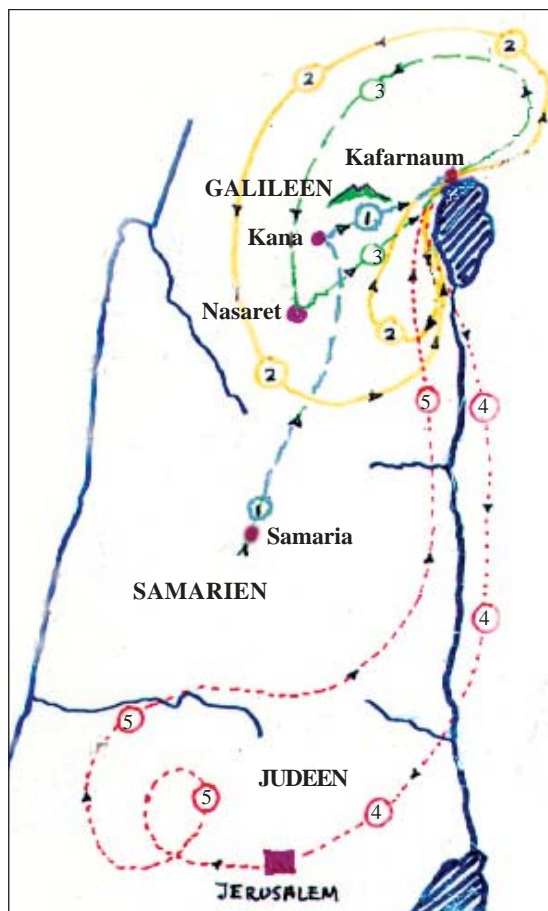 2
2
3
Kafarnaum
GALILEEN
1
Kana
3
Nasaret
2
2
5
4
1
Samaria
SAMARIEN
4
5
JUDEEN
5
4
JERUSALEM